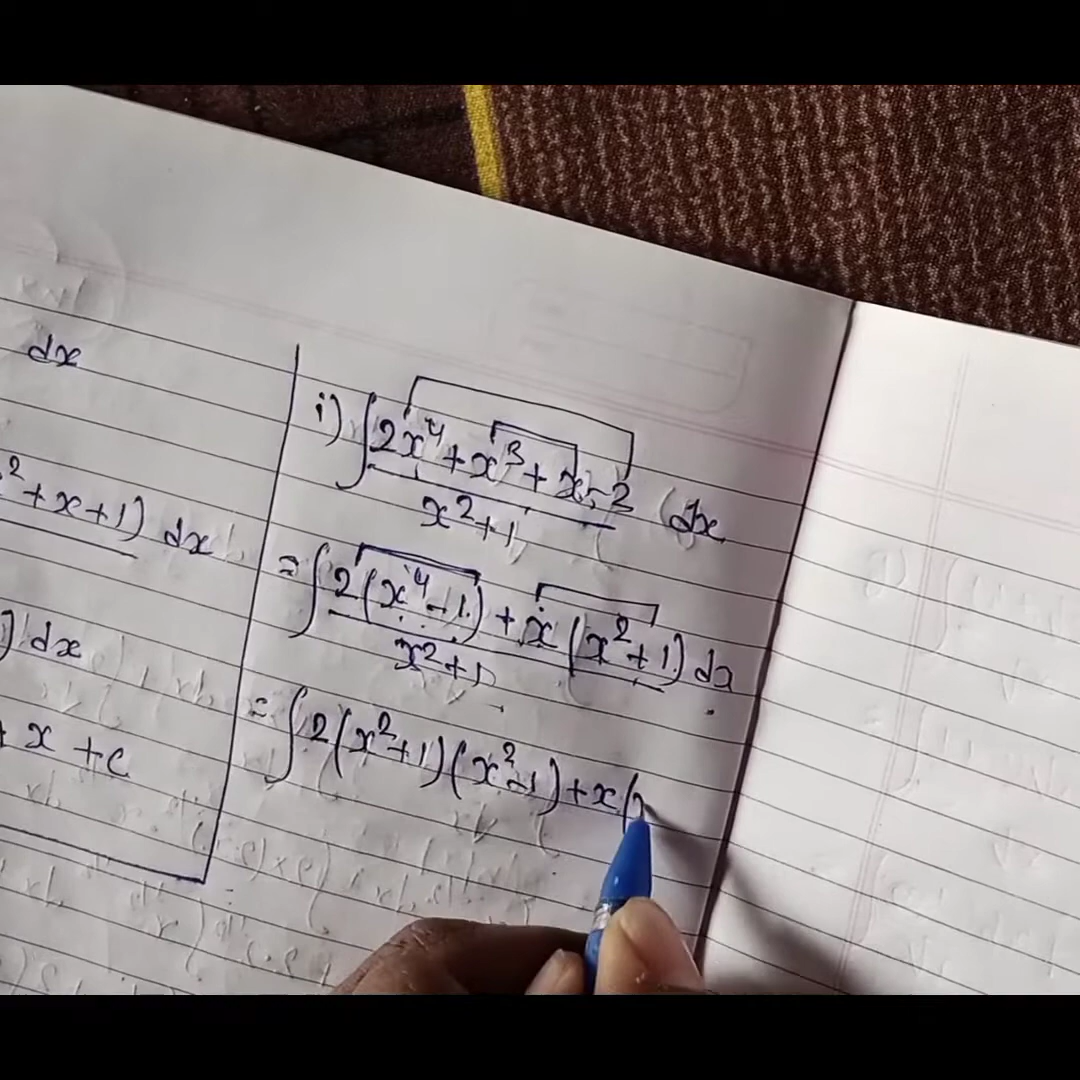 dx
² + x + 1) dx
) dx
+ x + c
i) ∫ 2x⁴ + x³ + x - 2 dx
x² + 1
= ∫ 2(x⁴ - 1) + x(x² + 1) dx
x² + 1
= ∫ 2(x² + 1)(x² - 1) + x(